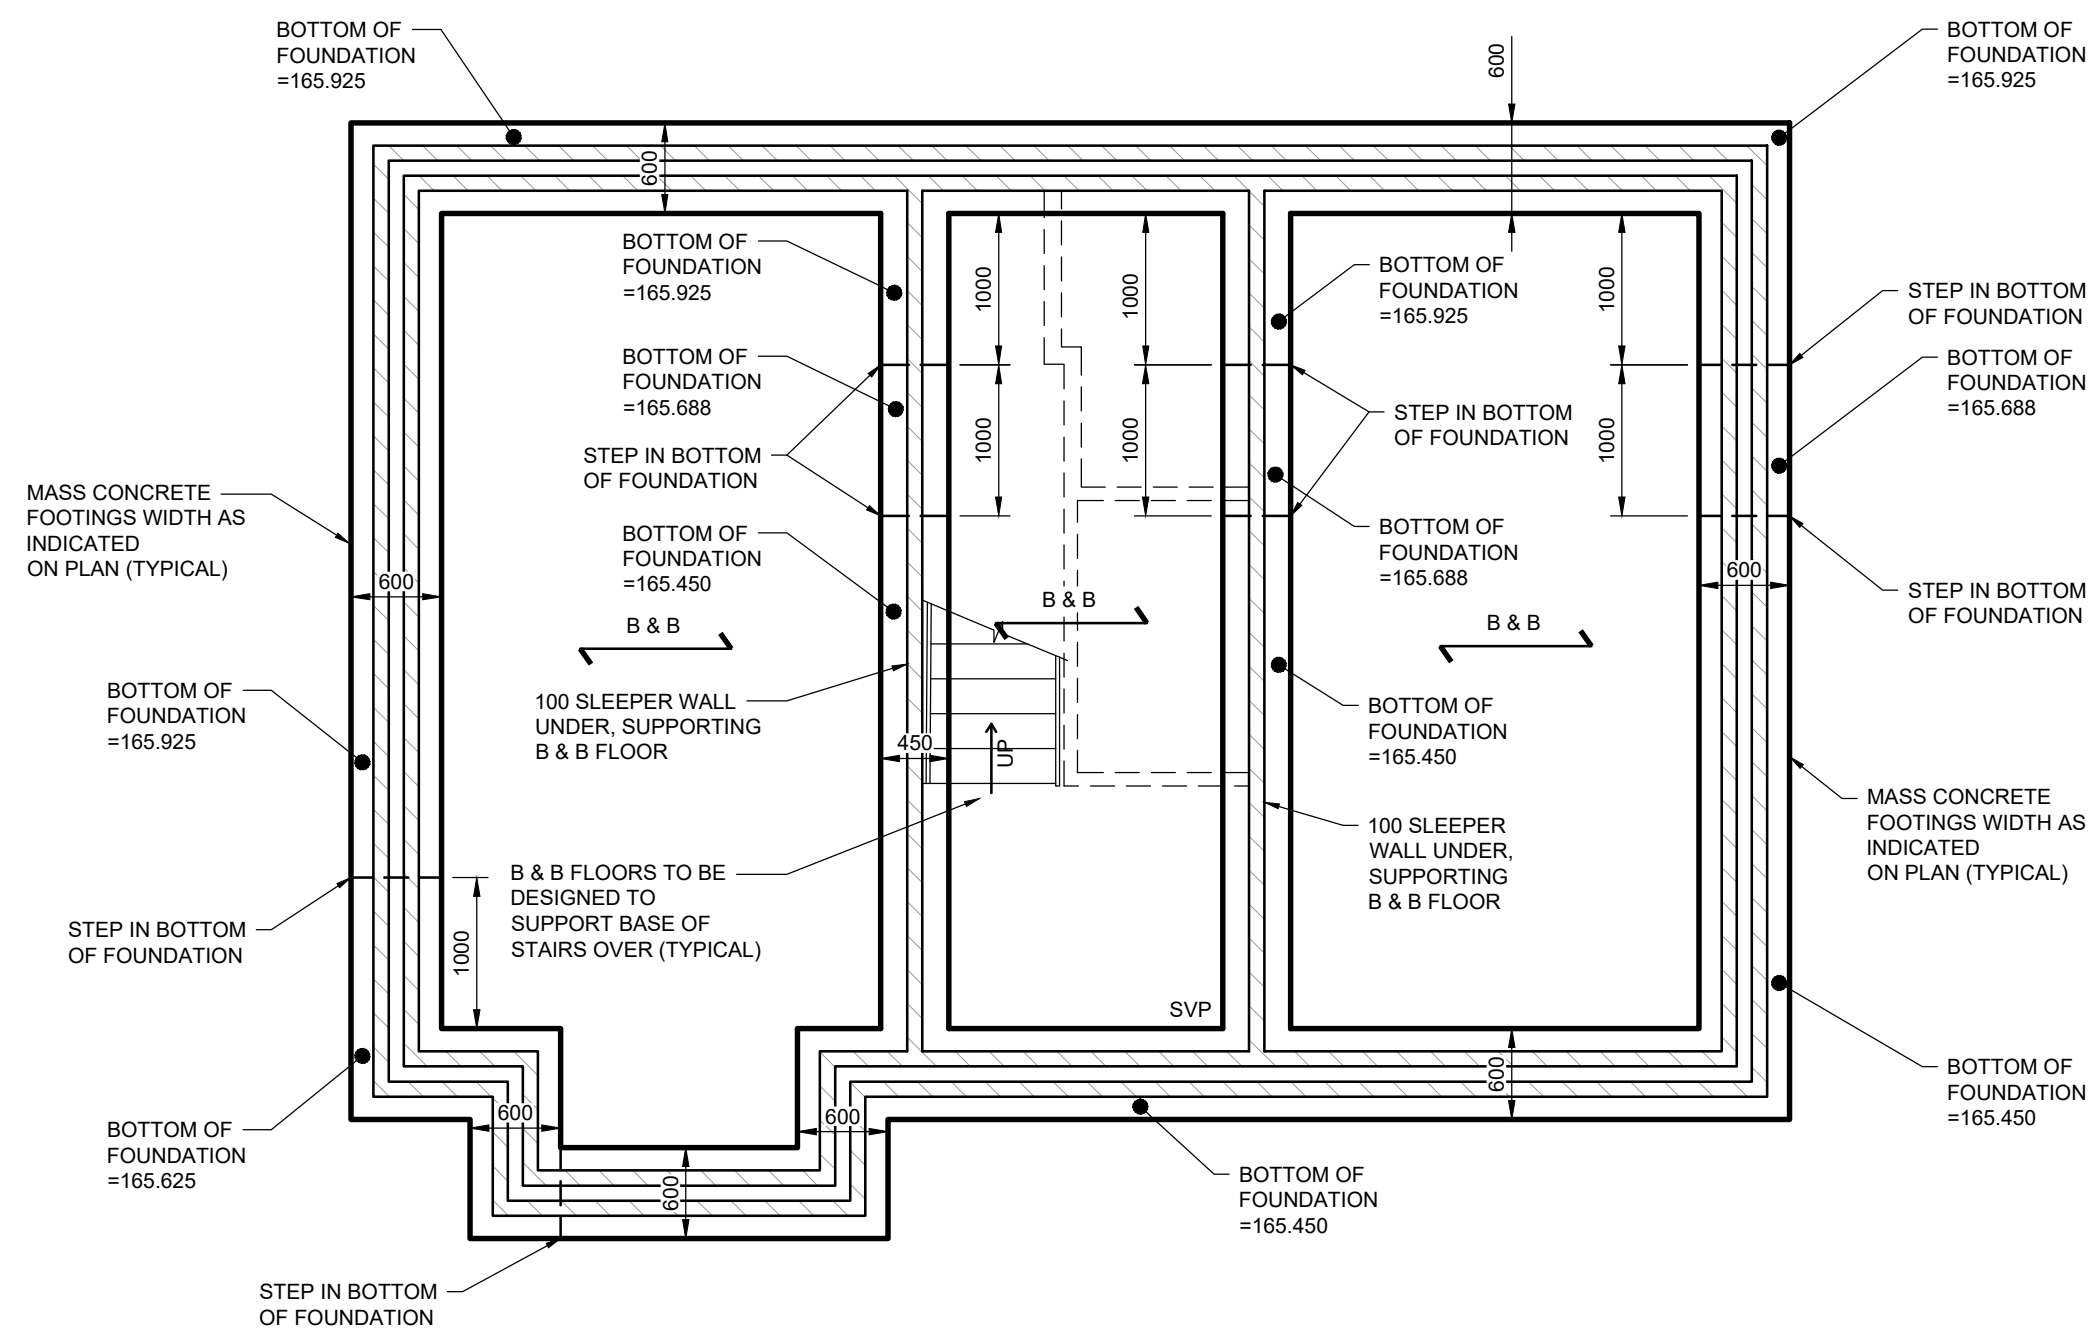 BOTTOM OF
FOUNDATION
=165.925
BOTTOM OF
FOUNDATION
=165.925
600
600
BOTTOM OF
FOUNDATION
=165.925
1000
1000
BOTTOM OF
FOUNDATION
=165.925
1000
STEP IN BOTTOM
OF FOUNDATION
BOTTOM OF
FOUNDATION
=165.688
BOTTOM OF
FOUNDATION
=165.688
1000
1000
1000
STEP IN BOTTOM
OF FOUNDATION
STEP IN BOTTOM
OF FOUNDATION
MASS CONCRETE
FOOTINGS WIDTH AS
INDICATED
ON PLAN (TYPICAL)
BOTTOM OF
FOUNDATION
=165.450
BOTTOM OF
FOUNDATION
=165.688
600
600
STEP IN BOTTOM
OF FOUNDATION
B & B
B & B
B & B
BOTTOM OF
FOUNDATION
=165.925
100 SLEEPER WALL
UNDER, SUPPORTING
B & B FLOOR
450
UP
BOTTOM OF
FOUNDATION
=165.450
MASS CONCRETE
FOOTINGS WIDTH AS
INDICATED
ON PLAN (TYPICAL)
100 SLEEPER
WALL UNDER,
SUPPORTING
B & B FLOOR
B & B FLOORS TO BE
DESIGNED TO
SUPPORT BASE OF
STAIRS OVER (TYPICAL)
STEP IN BOTTOM
OF FOUNDATION
1000
SVP
BOTTOM OF
FOUNDATION
=165.450
600
BOTTOM OF
FOUNDATION
=165.625
600
600
600
BOTTOM OF
FOUNDATION
=165.450
STEP IN BOTTOM
OF FOUNDATION